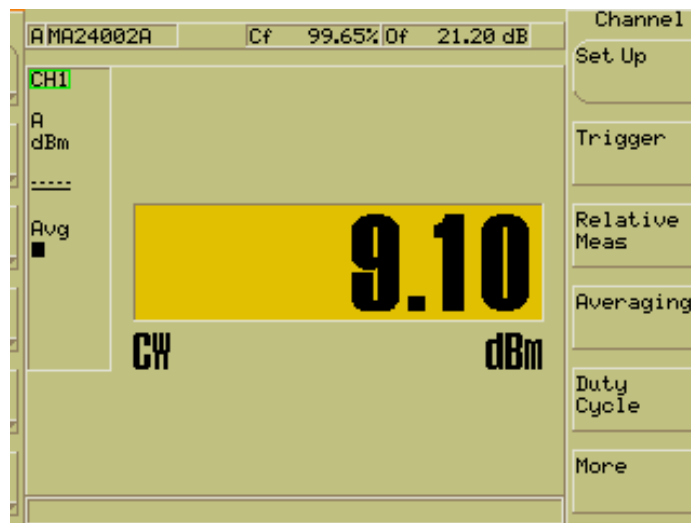 A MA24002A Cf 99.65% Of 21.20 dB
CH1
A
dBm
-----
Avg
9.10
CW dBm
Channel
Set Up
Trigger
Relative
Meas
Averaging
Duty
Cycle
More